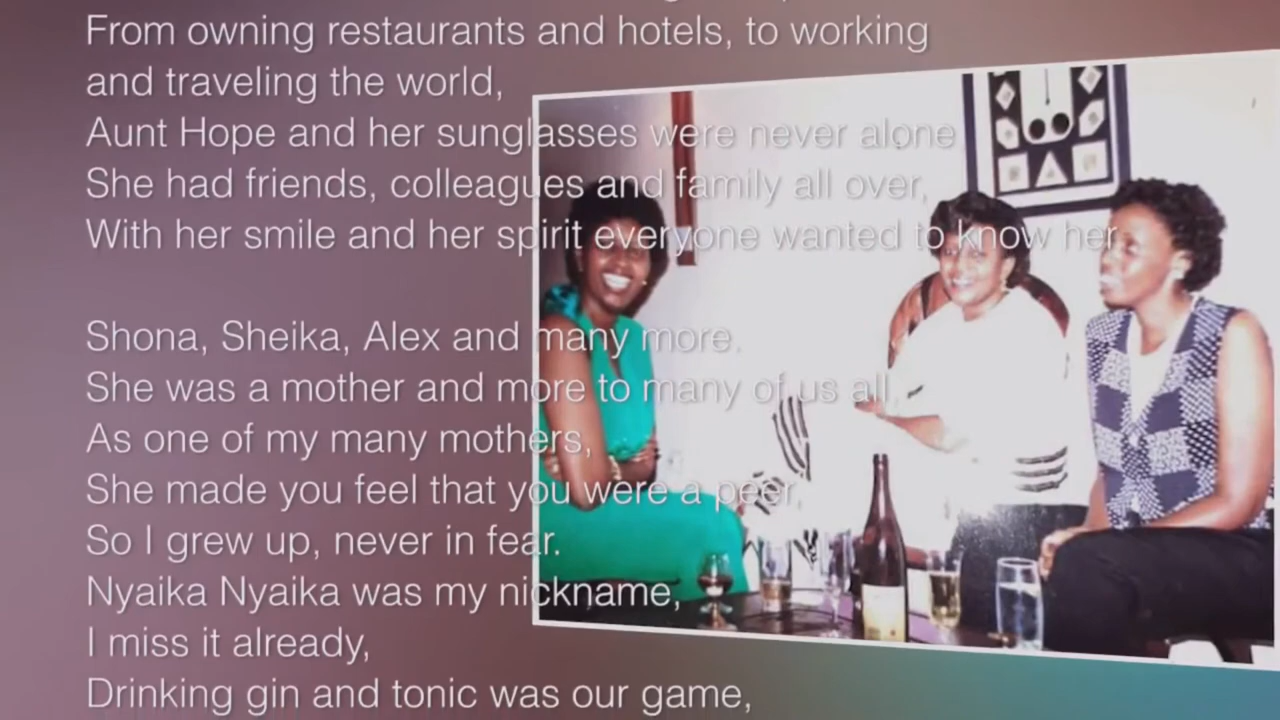 From owning restaurants and hotels, to working
and traveling the world,
Aunt Hope and her sunglasses were never alone
She had friends, colleagues and family all over,
With her smile and her spirit everyone wanted to know her
Shona, Sheika, Alex and many more.
She was a mother and more to many of us all,
As one of my many mothers,
She made you feel that you were a peer,
So I grew up, never in fear.
Nyaika Nyaika was my nickname,
I miss it already,
Drinking gin and tonic was our game,